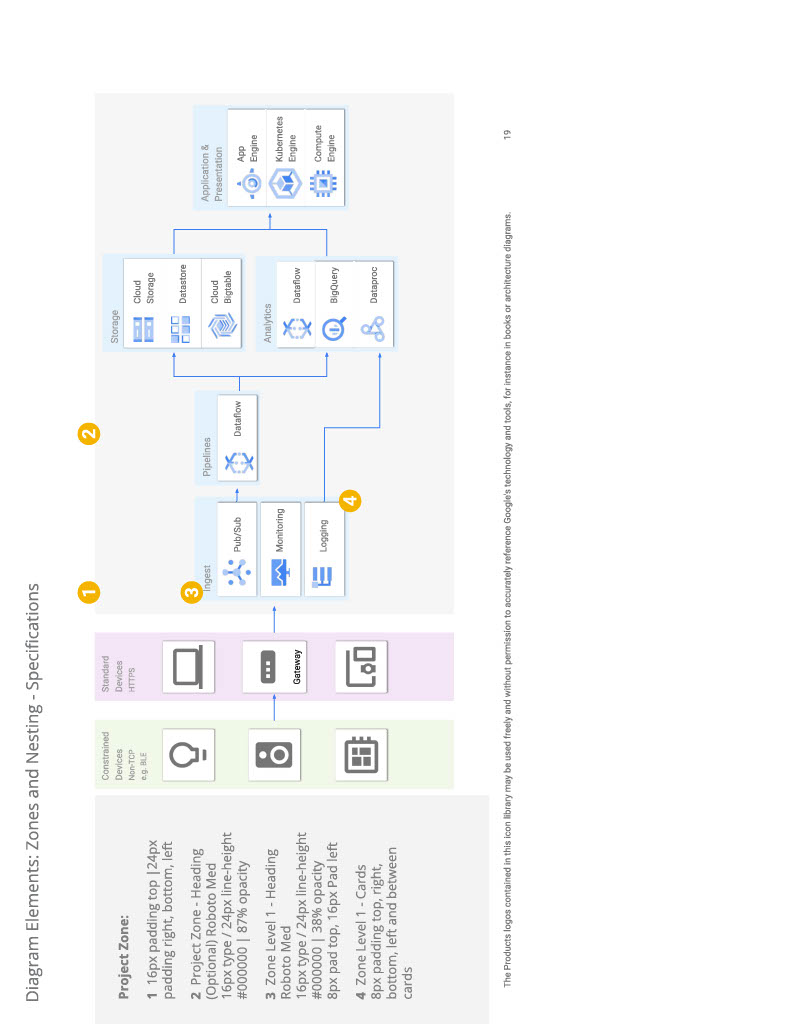 Diagram Elements: Zones and Nesting - Specifications
Project Zone:
1 16px padding top |24px
padding right, bottom, left
2 Project Zone - Heading
(Optional) Roboto Med
16px type / 24px line-height
#000000 | 87% opacity
3 Zone Level 1 - Heading
Roboto Med
16px type / 24px line-height
#000000 | 38% opacity
8px pad top, 16px Pad left
4 Zone Level 1 - Cards
8px padding top, right,
bottom, left and between
cards
Constrained
Devices
Non-TCP
e.g. BLE
Standard
Devices
HTTPS
Gateway
1
2
3
Ingest
Pub/Sub
Monitoring
Logging
4
Pipelines
Dataflow
Storage
Cloud
Storage
Datastore
Cloud
Bigtable
Analytics
Dataflow
BigQuery
Dataproc
Application &
Presentation
App
Engine
Kubernetes
Engine
Compute
Engine
The Products logos contained in this icon library may be used freely and without permission to accurately reference Google's technology and tools, for instance in books or architecture diagrams.
19